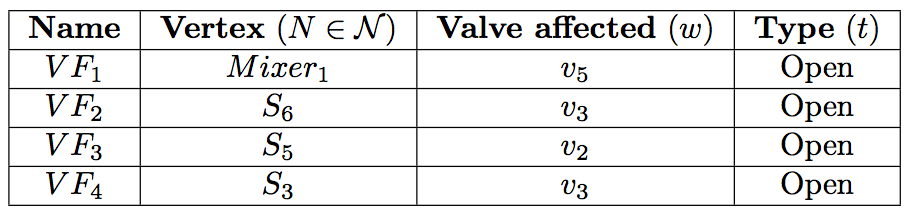 Name Vertex (N ∈ 𝒩) Valve affected (w) Type (t)
VF₁ Mixer₁ v₅ Open
VF₂ S₆ v₃ Open
VF₃ S₅ v₂ Open
VF₄ S₃ v₃ Open